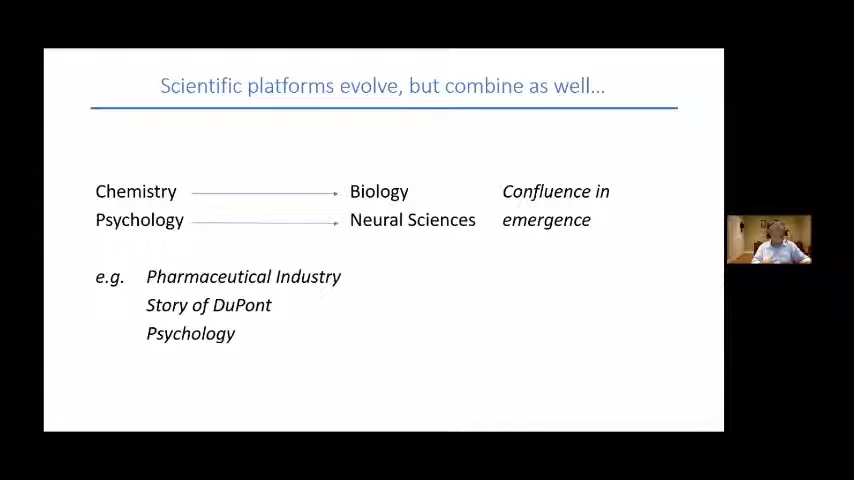 Scientific platforms evolve, but combine as well...
Chemistry Biology Confluence in
Psychology Neural Sciences emergence
e.g. Pharmaceutical Industry
Story of DuPont
Psychology